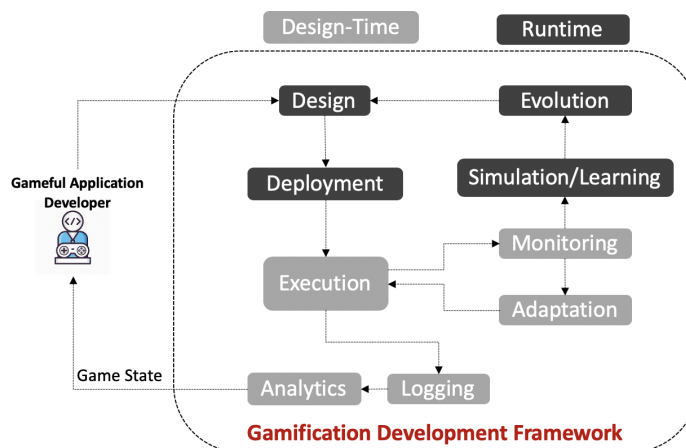 Design-Time
Runtime
Design
Evolution
Gameful Application
Developer
Deployment
Simulation/Learning
Monitoring
Execution
Adaptation
Game State
Analytics
Logging
Gamification Development Framework